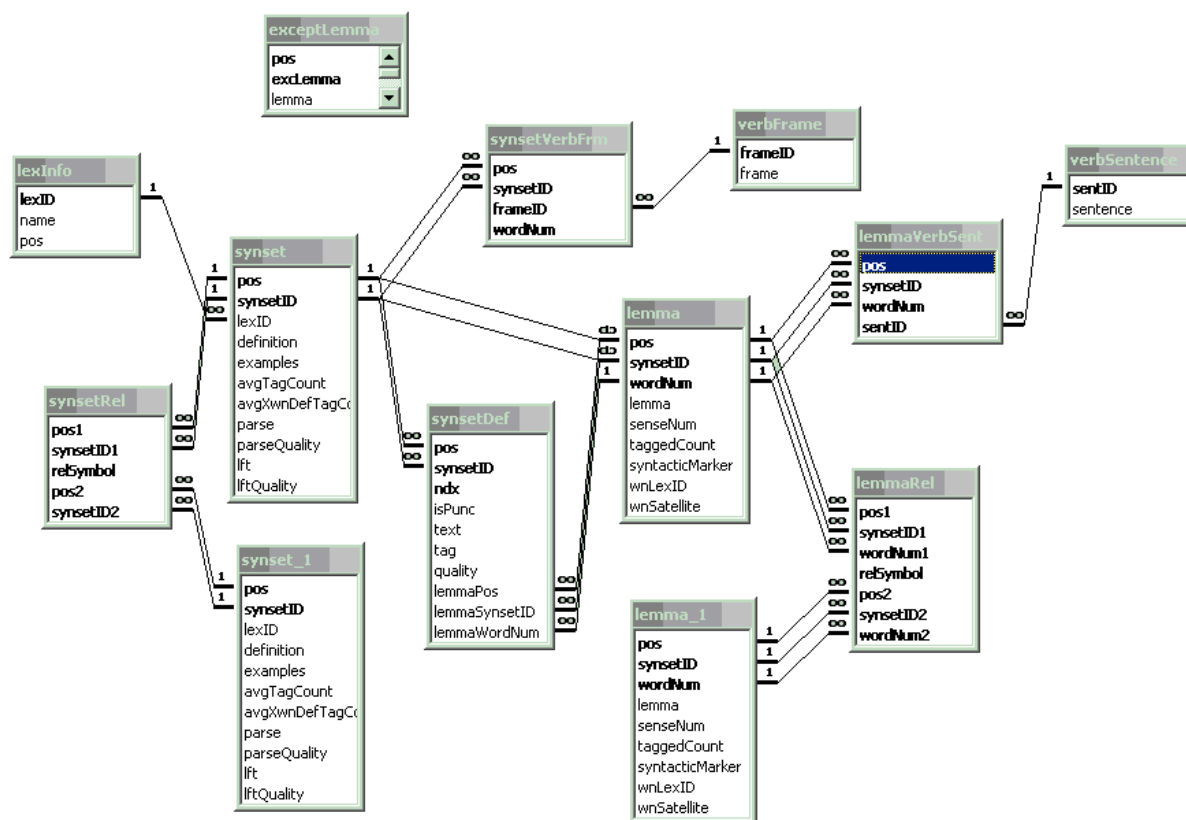 exceptLemma
pos
excLemma
lemma
synsetVerbFrm
pos
synsetID
frameID
wordNum
verbFrame
frameID
frame
verbSentence
sentID
sentence
lexInfo
lexID
name
pos
synset
pos
synsetID
lexID
definition
examples
avgTagCount
avgXwnDefTagCo
parse
parseQuality
lft
lftQuality
lemmaVerbSent
pos
synsetID
wordNum
sentID
lemma
pos
synsetID
wordNum
lemma
senseNum
taggedCount
syntacticMarker
wnLexID
wnSatellite
synsetRel
pos1
synsetID1
relSymbol
pos2
synsetID2
synsetDef
pos
synsetID
ndx
isPunc
text
tag
quality
lemmaPos
lemmaSynsetID
lemmaWordNum
lemmaRel
pos1
synsetID1
wordNum1
relSymbol
pos2
synsetID2
wordNum2
synset_1
pos
synsetID
lexID
definition
examples
avgTagCount
avgXwnDefTagCo
parse
parseQuality
lft
lftQuality
lemma_1
pos
synsetID
wordNum
lemma
senseNum
taggedCount
syntacticMarker
wnLexID
wnSatellite